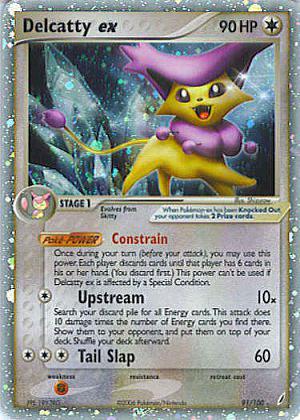 Delcatty ex
90 HP
STAGE 1
Evolves from
Skitty
When Pokémon-ex has been Knocked Out,
your opponent takes 2 Prize cards.
Poké-POWER Constrain
Once during your turn (before your attack), you may use this
power. Each player discards cards until that player has 6 cards in
his or her hand. (You discard first.) This power can't be used if
Delcatty ex is affected by a Special Condition.
Upstream 10x
Search your discard pile for all Energy cards. This attack does
10 damage times the number of Energy cards you find there.
Show them to your opponent, and put them on top of your
deck. Shuffle your deck afterward.
Tail Slap 60
weakness
resistance
retreat cost
©2006 Pokémon/Nintendo
91/100